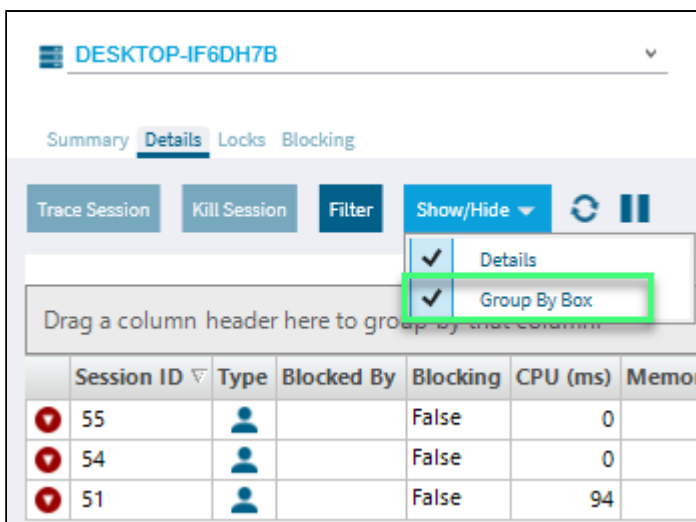 DESKTOP-IF6DH7B
Summary Details Locks Blocking
Trace Session Kill Session Filter Show/Hide
Details
Group By Box
Drag a column header here to group by that column.
Session ID Type Blocked By Blocking CPU (ms) Memo
55 False 0
54 False 0
51 False 94